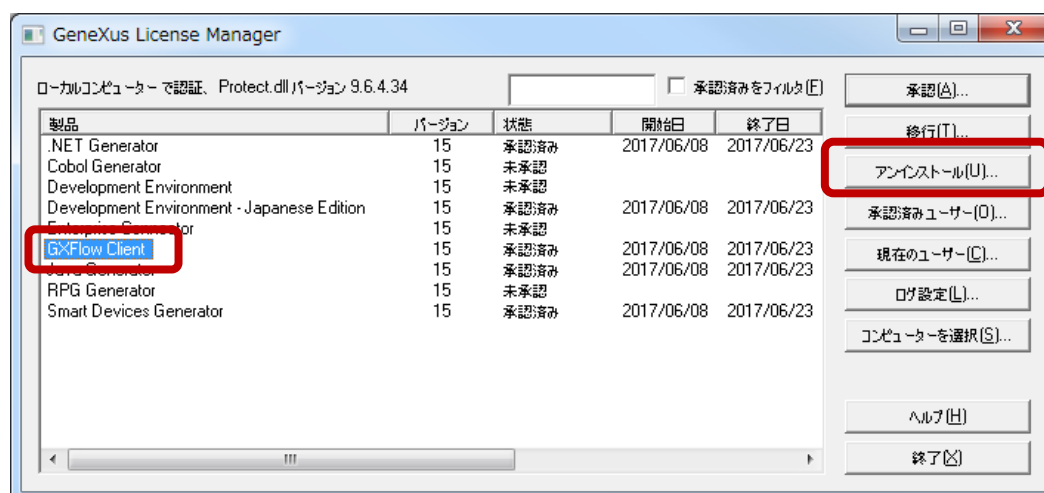 GeneXus License Manager
ローカルコンピューター で認証、Protect.dll バージョン 9.6.4.34
承認済みをフィルタ(F)
承認(A)...
製品 バージョン 状態 開始日 終了日
移行(T)...
.NET Generator 15 承認済み 2017/06/08 2017/06/23
Cobol Generator 15 未承認
アンインストール(U)...
Development Environment 15 未承認
Development Environment - Japanese Edition 15 承認済み 2017/06/08 2017/06/23
承認済みユーザー(O)...
Enterprise Connector 15 未承認
GXFlow Client 15 承認済み 2017/06/08 2017/06/23
現在のユーザー(C)...
Java Generator 15 承認済み 2017/06/08 2017/06/23
RPG Generator 15 未承認
ログ設定(L)...
Smart Devices Generator 15 承認済み 2017/06/08 2017/06/23
コンピューターを選択(S)...
ヘルプ(H)
終了(X)